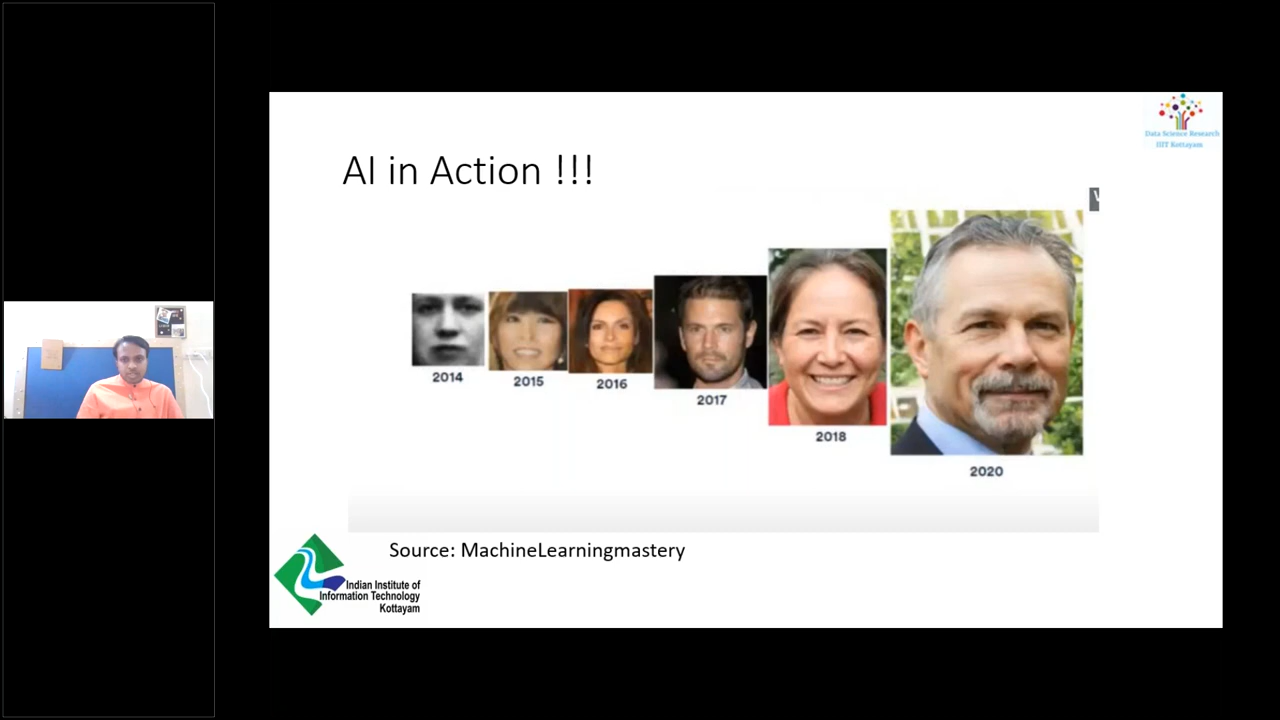 Data Science Research
IIIT Kottayam
AI in Action !!!
2014
2015
2016
2017
2018
2020
Source: MachineLearningmastery
Indian Institute of
Information Technology
Kottayam